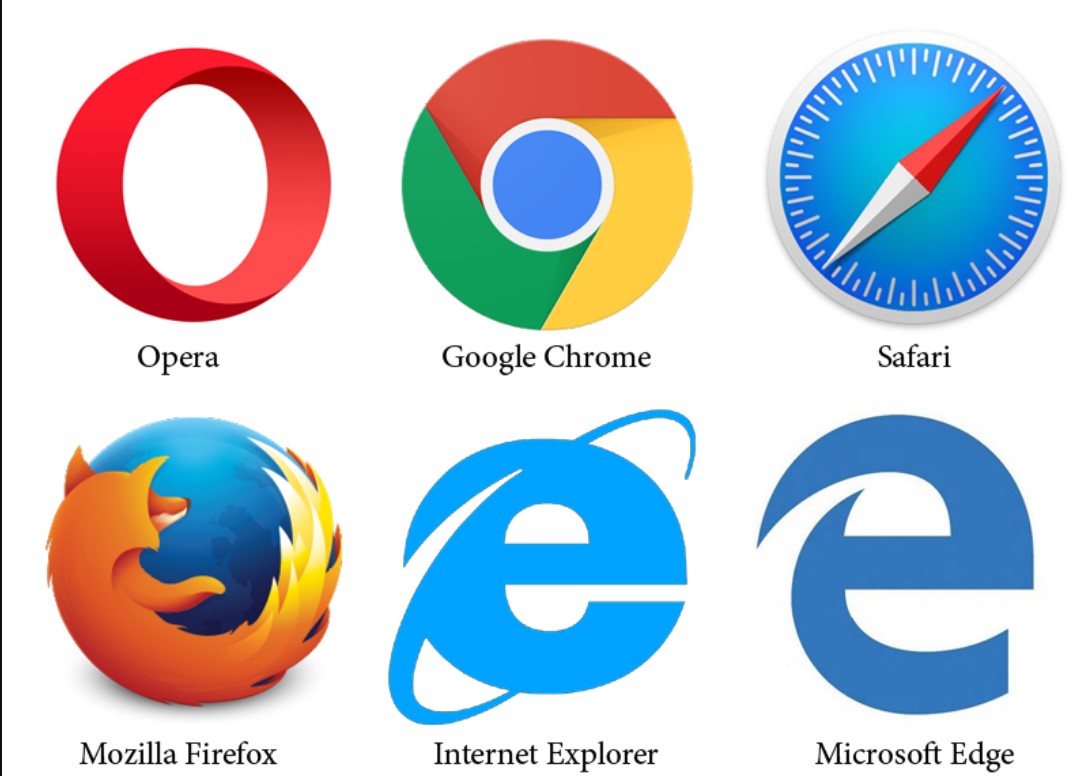 Opera
Google Chrome
Safari
Mozilla Firefox
Internet Explorer
Microsoft Edge